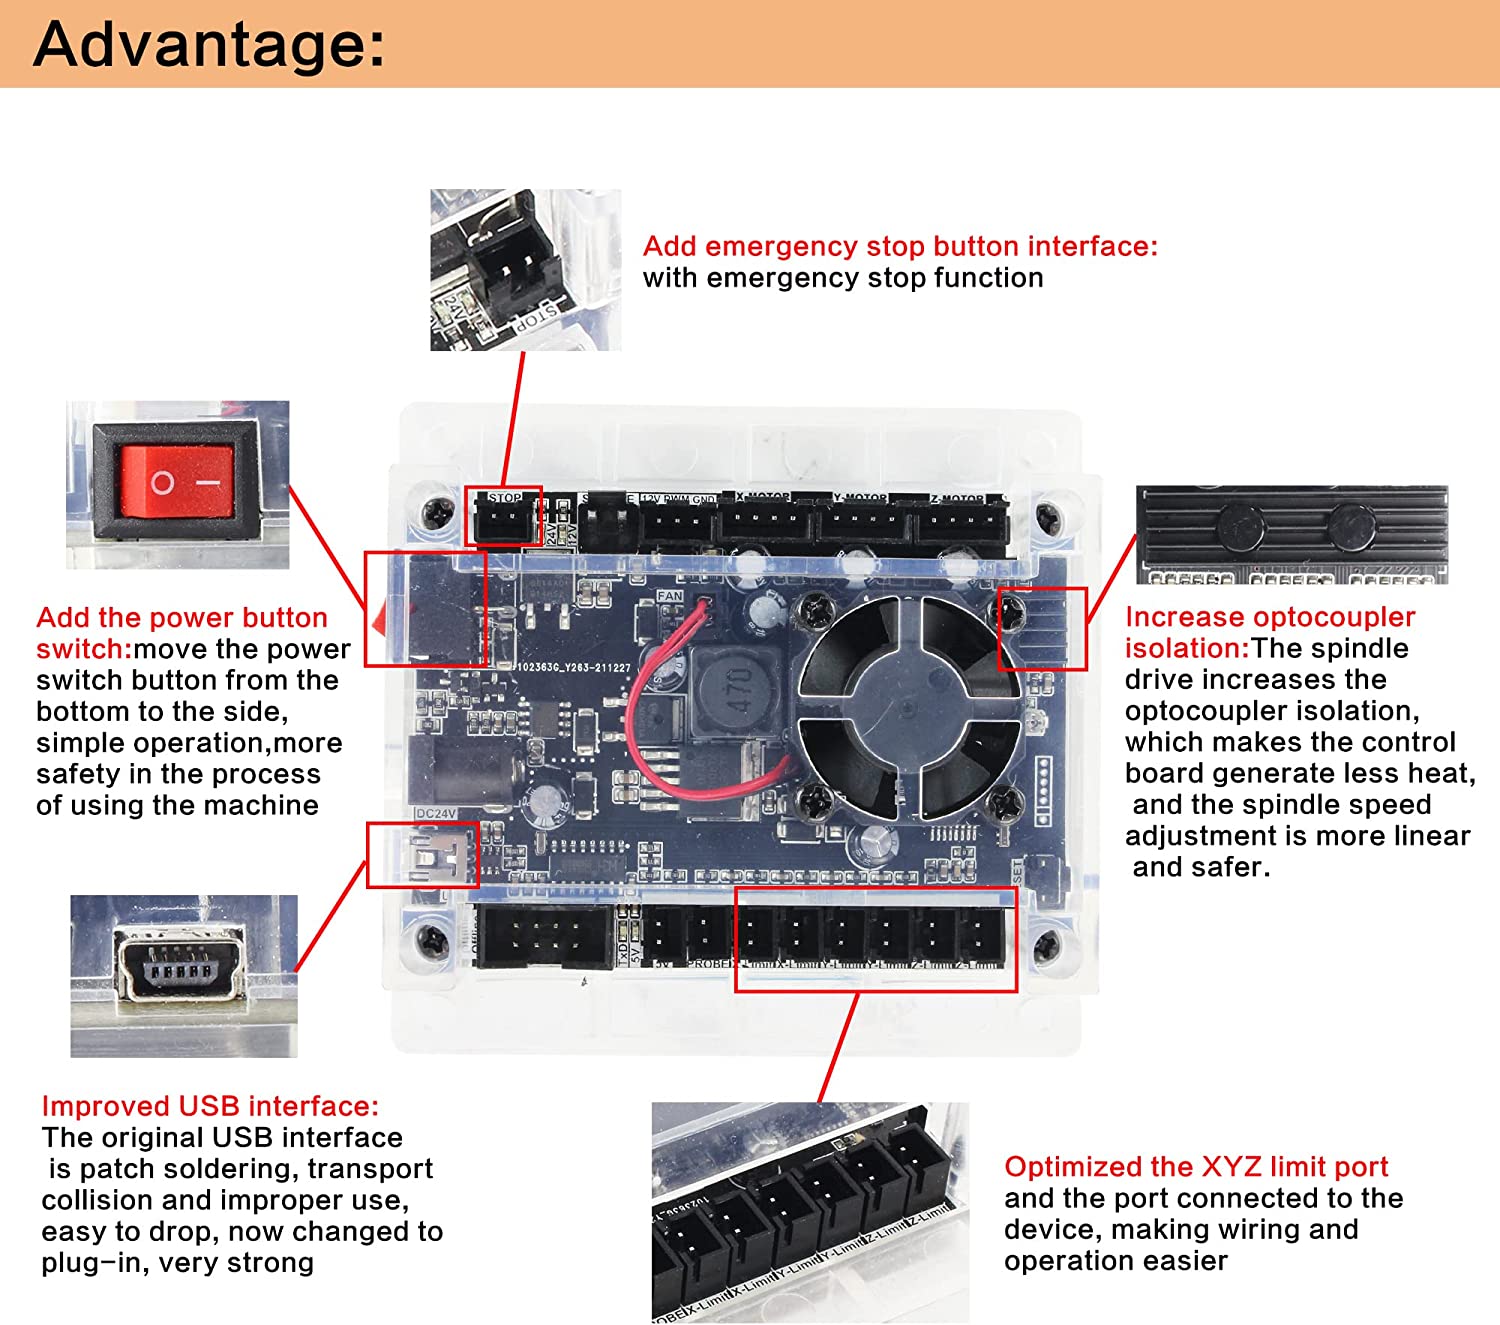 Advantage:
Add emergency stop button interface:
with emergency stop function
24V
STOP
O
Add the power button
switch:move the power
switch button from the
bottom to the side,
simple operation,more
safety in the process
of using the machine
STOP
24V
12V
12V PWM GND
X-MOTOR
Y-MOTOR
Z-MOTOR
FAN
102363G_Y263-211227
470
DC24V
TxD
5V
PROBE
X-Limit
Y-Limit
Y-Limit
Z-Limit
Z-Limit
Increase optocoupler
isolation:The spindle
drive increases the
optocoupler isolation,
which makes the control
board generate less heat,
and the spindle speed
adjustment is more linear
and safer.
Improved USB interface:
The original USB interface
is patch soldering, transport
collision and improper use,
easy to drop, now changed to
plug-in, very strong
X-Limit
X-Limit
Y-Limit
Y-Limit
Z-Limit
Z-Limit
Optimized the XYZ limit port
and the port connected to the
device, making wiring and
operation easier